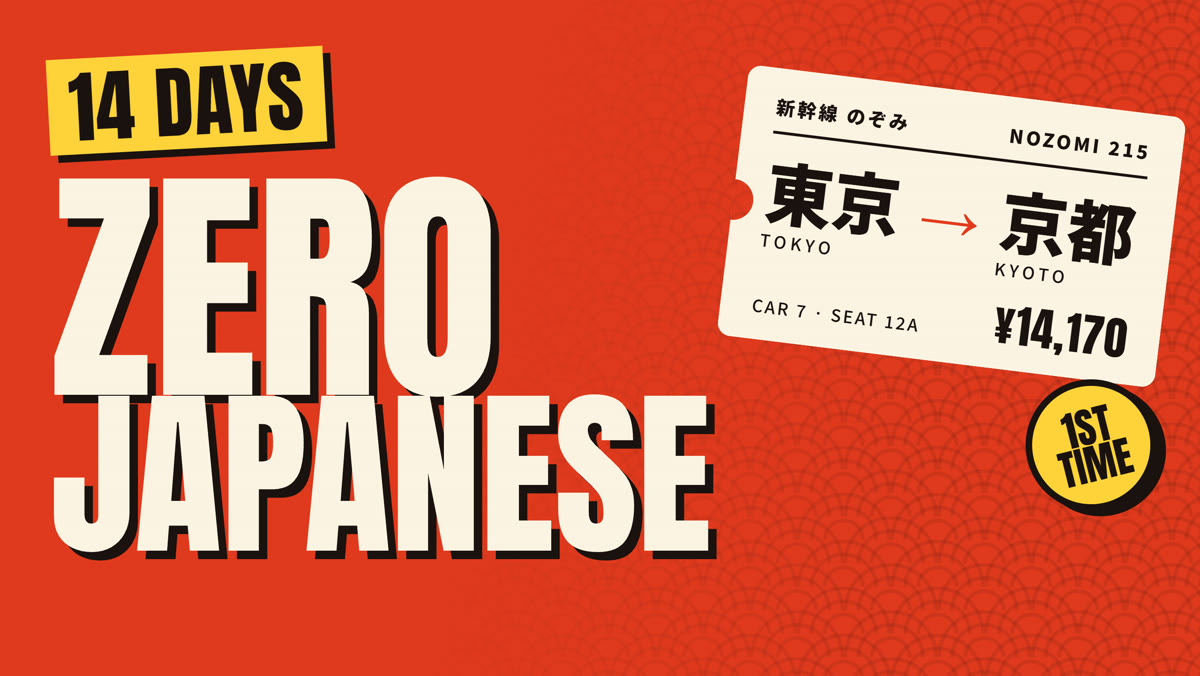 14 DAYS
ZERO
JAPANESE
新幹線 のぞみ
NOZOMI 215
東京 → 京都
TOKYO
KYOTO
CAR 7 · SEAT 12A
¥14,170
1ST
TIME